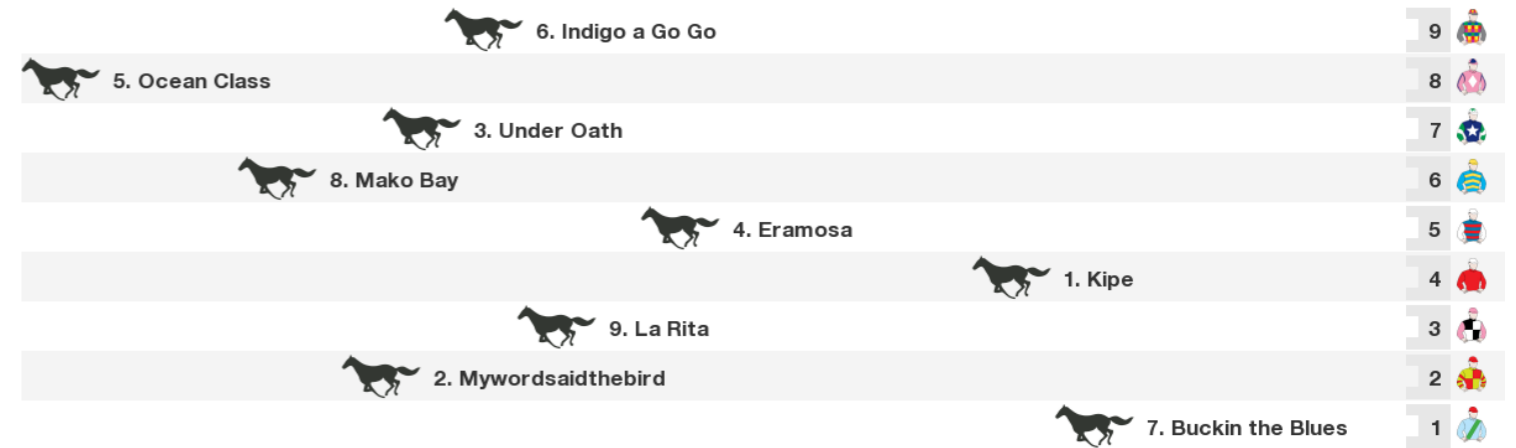 6. Indigo a Go Go 9
5. Ocean Class 8
3. Under Oath 7
8. Mako Bay 6
4. Eramosa 5
1. Kipe 4
9. La Rita 3
2. Mywordsaidthebird 2
7. Buckin the Blues 1